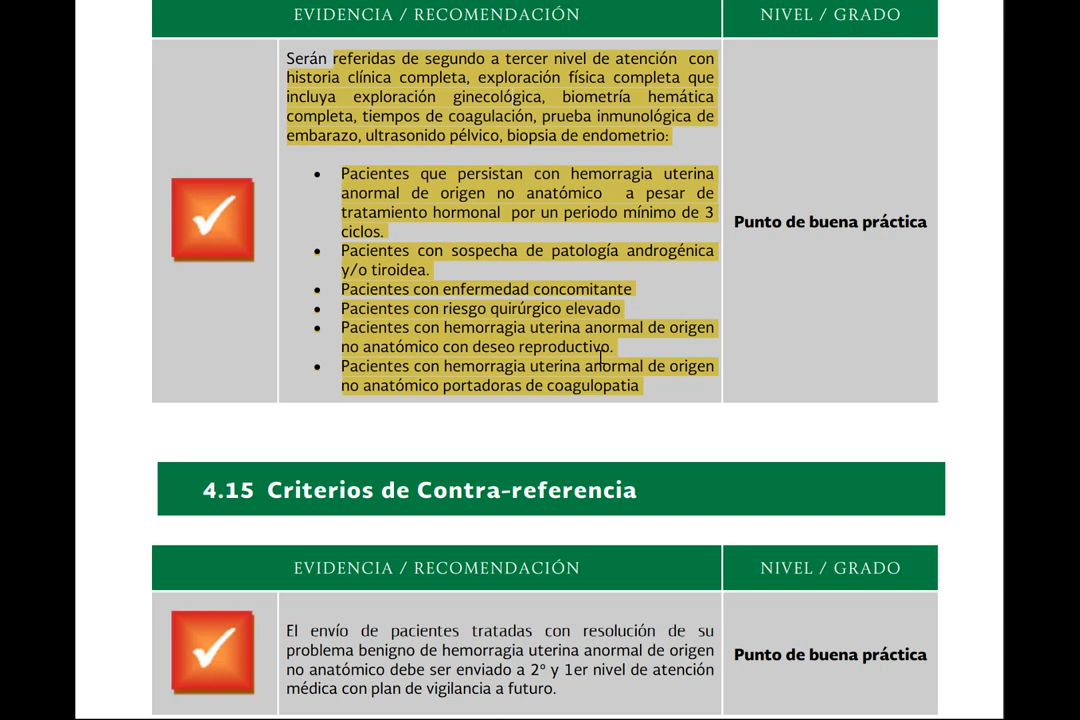 EVIDENCIA / RECOMENDACIÓN
NIVEL / GRADO
Serán referidas de segundo a tercer nivel de atención con
historia clínica completa, exploración física completa que
incluya exploración ginecológica, biometría hemática
completa, tiempos de coagulación, prueba inmunológica de
embarazo, ultrasonido pélvico, biopsia de endometrio:
• Pacientes que persistan con hemorragia uterina
anormal de origen no anatómico a pesar de
tratamiento hormonal por un periodo mínimo de 3
ciclos.
• Pacientes con sospecha de patología androgénica
y/o tiroidea.
• Pacientes con enfermedad concomitante
• Pacientes con riesgo quirúrgico elevado
• Pacientes con hemorragia uterina anormal de origen
no anatómico con deseo reproductivo.
• Pacientes con hemorragia uterina anormal de origen
no anatómico portadoras de coagulopatia
Punto de buena práctica
4.15 Criterios de Contra-referencia
EVIDENCIA / RECOMENDACIÓN
NIVEL / GRADO
El envío de pacientes tratadas con resolución de su
problema benigno de hemorragia uterina anormal de origen
no anatómico debe ser enviado a 2º y 1er nivel de atención
médica con plan de vigilancia a futuro.
Punto de buena práctica